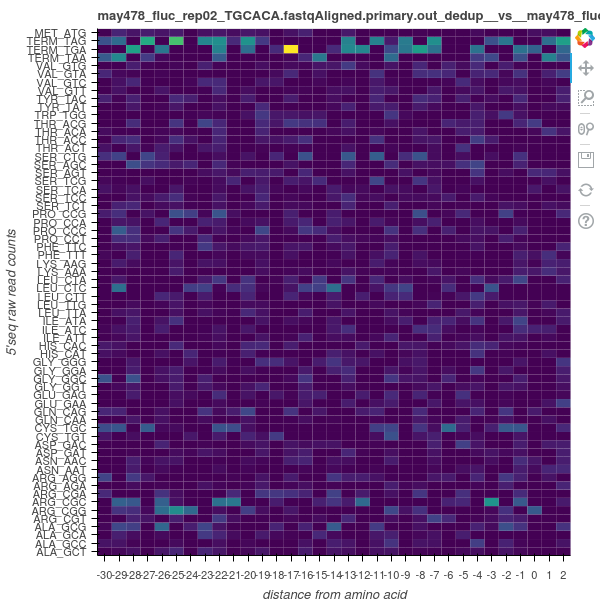 may478_fluc_rep02_TGCACA.fastqAligned.primary.out_dedup__vs__may478_fluc
MET_ATG
TERM_TAG
TERM_TGA
TERM_TAA
VAL_GTG
VAL_GTA
VAL_GTC
VAL_GTT
TYR_TAC
TYR_TAT
TRP_TGG
THR_ACG
THR_ACA
THR_ACC
THR_ACT
SER_CTG
SER_AGC
SER_AGT
SER_TCG
SER_TCA
SER_TCC
SER_TCT
PRO_CCG
PRO_CCA
PRO_CCC
PRO_CCT
PHE_TTC
PHE_TTT
LYS_AAG
LYS_AAA
LEU_CTA
LEU_CTC
LEU_CTT
LEU_TTG
LEU_TTA
ILE_ATA
ILE_ATC
ILE_ATT
HIS_CAC
HIS_CAT
GLY_GGG
GLY_GGA
GLY_GGC
GLY_GGT
GLU_GAG
GLU_GAA
GLN_CAG
GLN_CAA
CYS_TGC
CYS_TGT
ASP_GAC
ASP_GAT
ASN_AAC
ASN_AAT
ARG_AGG
ARG_AGA
ARG_CGA
ARG_CGC
ARG_CGG
ARG_CGT
ALA_GCG
ALA_GCA
ALA_GCC
ALA_GCT
5'seq raw read counts
-30 -29 -28 -27 -26 -25 -24 -23 -22 -21 -20 -19 -18 -17 -16 -15 -14 -13 -12 -11 -10 -9 -8 -7 -6 -5 -4 -3 -2 -1 0 1 2
distance from amino acid